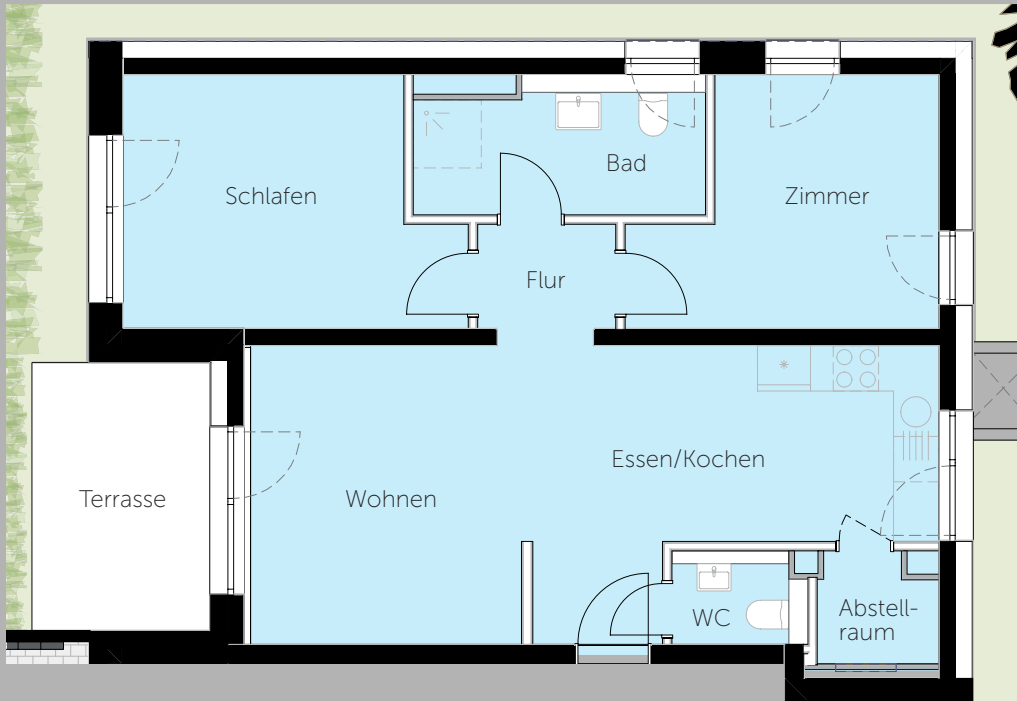 Bad
Schlafen
Zimmer
Flur
Essen/Kochen
Terrasse
Wohnen
WC
Abstell-
raum